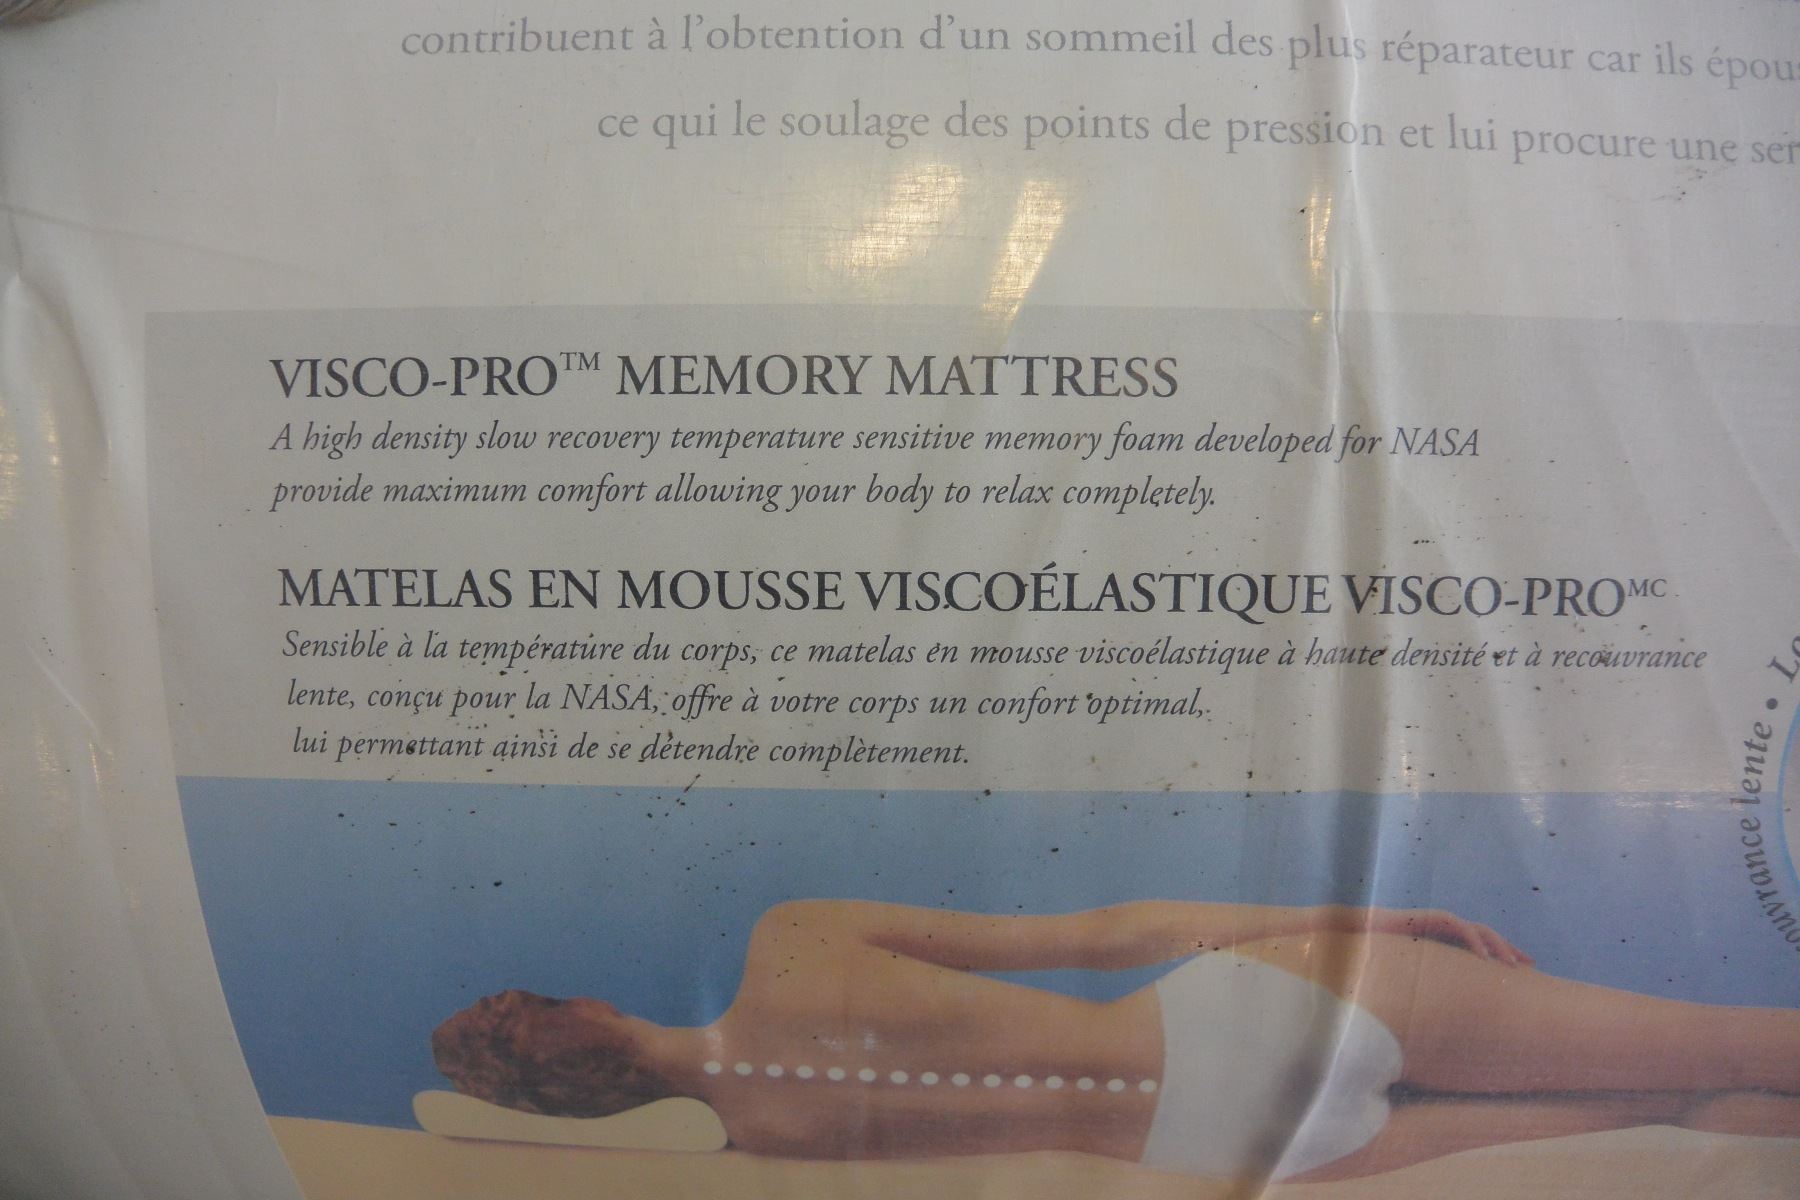 contribuent à l'obtention d'un sommeil des plus réparateur car ils
ce qui le soulage des points de pression et lui procure une
VISCO-PRO™ MEMORY MATTRESS
A high density slow recovery temperature sensitive memory foam developed for NASA
provide maximum comfort allowing your body to relax completely.
MATELAS EN MOUSSE VISCOÉLASTIQUE VISCO-PROᴹᶜ
Sensible à la température du corps, ce matelas en mousse viscoélastique à haute densité et à recouvrance
lente, conçu pour la NASA, offre à votre corps un confort optimal,
lui permettant ainsi de se détendre complètement.
lente •